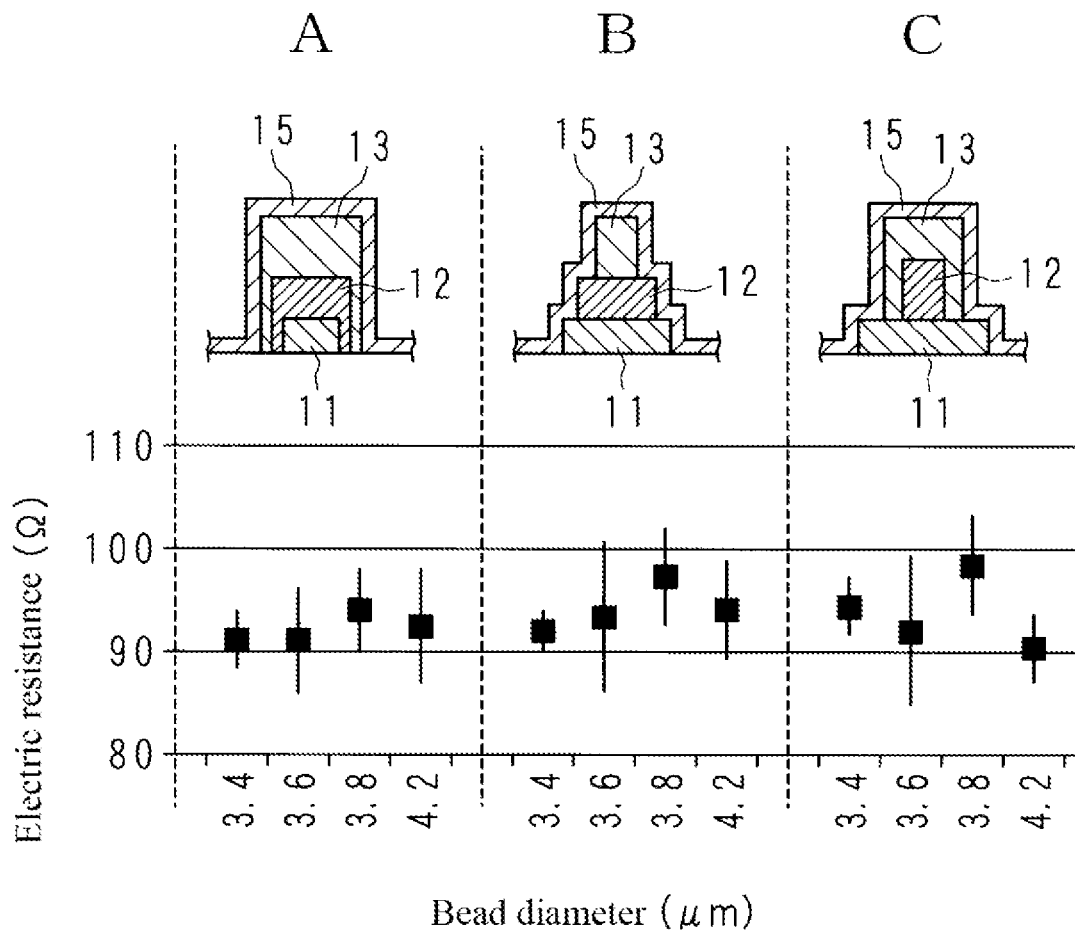 A B C
15 13 12 11
15 13 12 11
15 13 12 11
Electric resistance (Ω)
110
100
90
80
3.4 3.6 3.8 4.2 3.4 3.6 3.8 4.2 3.4 3.6 3.8 4.2
Bead diameter (μm)